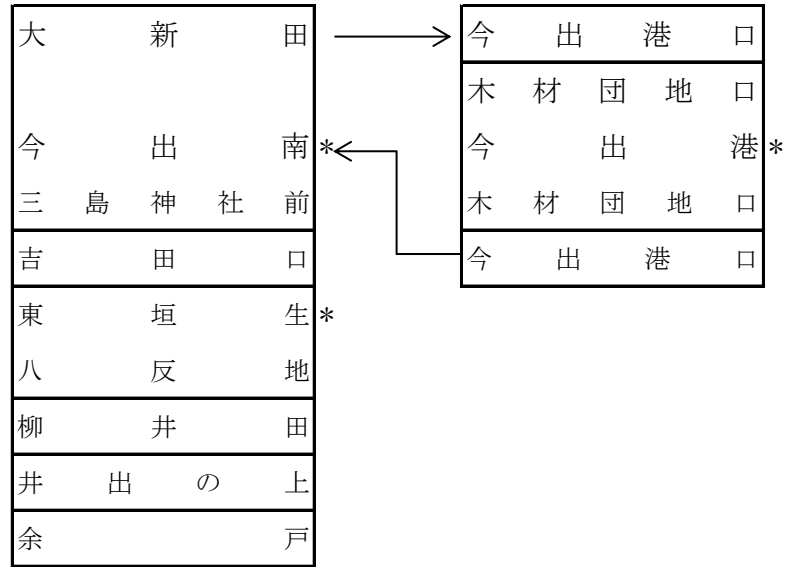 大新田
今出南*
三島神社前
吉田口
東垣生*
八反地
柳井田
井出の上
余戸
今出港口
木材団地口
今出港*
木材団地口
今出港口